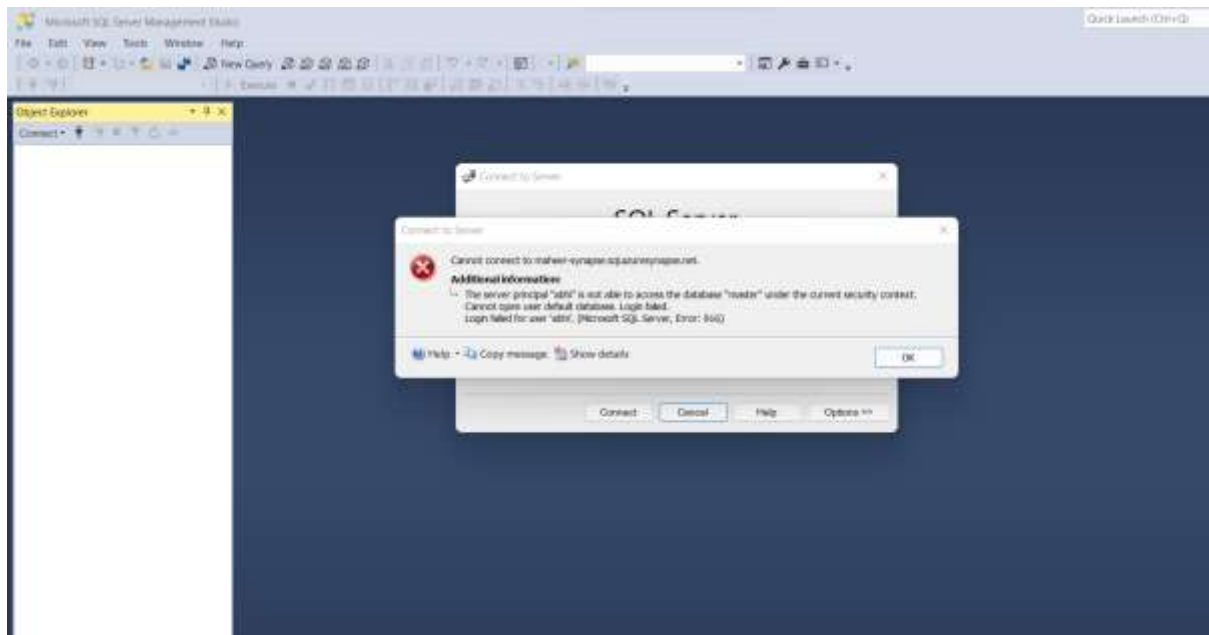 Microsoft SQL Server Management Studio
Quick Launch (Ctrl+Q)
File Edit View Tools Window Help
New Query
Execute
Object Explorer
Connect
Connect to Server
SQL Server
Connect to Server
Cannot connect to maheer-synapse.sql.azuresynapse.net.
Additional information:
The server principal "abhi" is not able to access the database "master" under the current security context.
Cannot open user default database. Login failed.
Login failed for user 'abhi'. (Microsoft SQL Server, Error: 916)
Help Copy message Show details OK
Connect Cancel Help Options >>